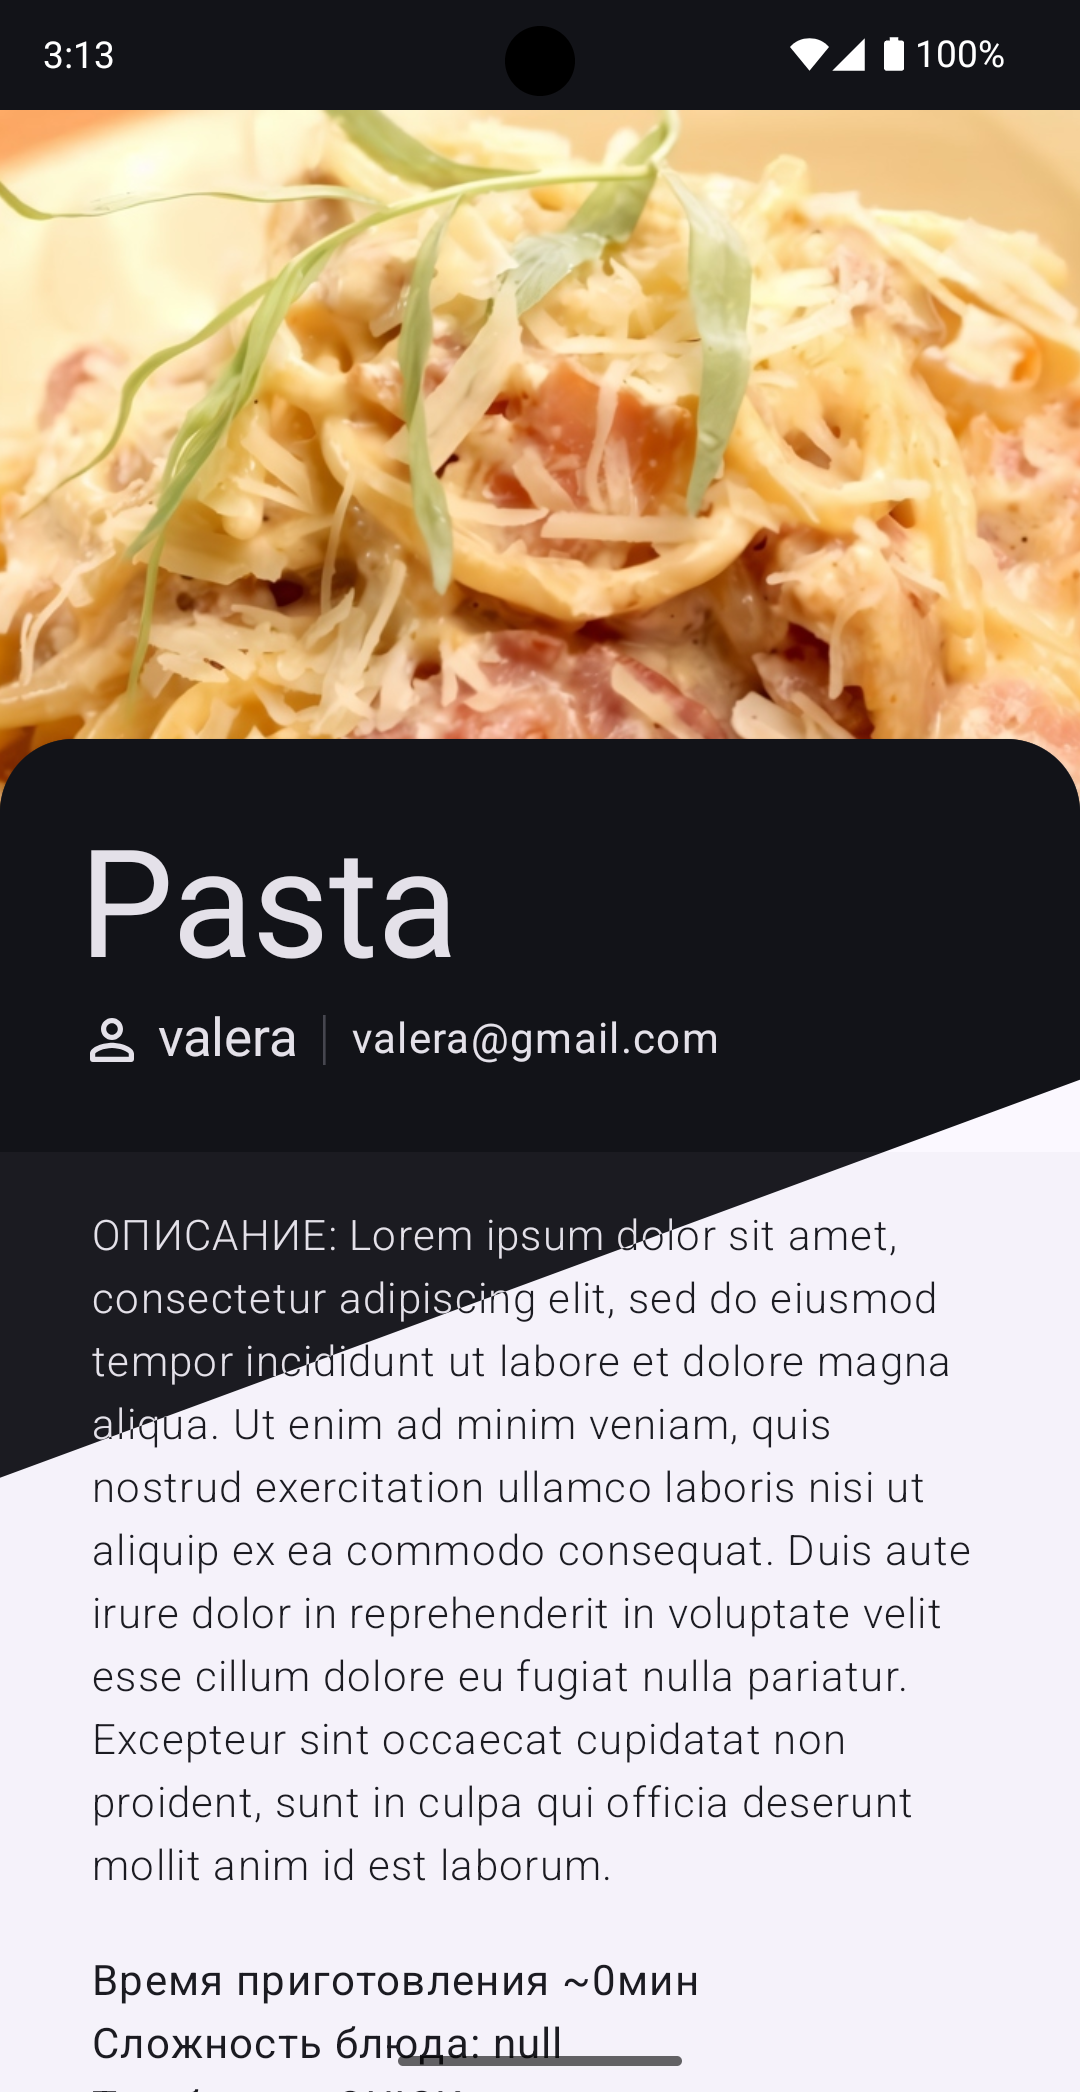 3:13
100%
Pasta
valera
valera@gmail.com
ОПИСАНИЕ: Lorem ipsum dolor sit amet,
consectetur adipiscing elit, sed do eiusmod
tempor incididunt ut labore et dolore magna
aliqua. Ut enim ad minim veniam, quis
nostrud exercitation ullamco laboris nisi ut
aliquip ex ea commodo consequat. Duis aute
irure dolor in reprehenderit in voluptate velit
esse cillum dolore eu fugiat nulla pariatur.
Excepteur sint occaecat cupidatat non
proident, sunt in culpa qui officia deserunt
mollit anim id est laborum.
Время приготовления ~0мин
Сложность блюда: null